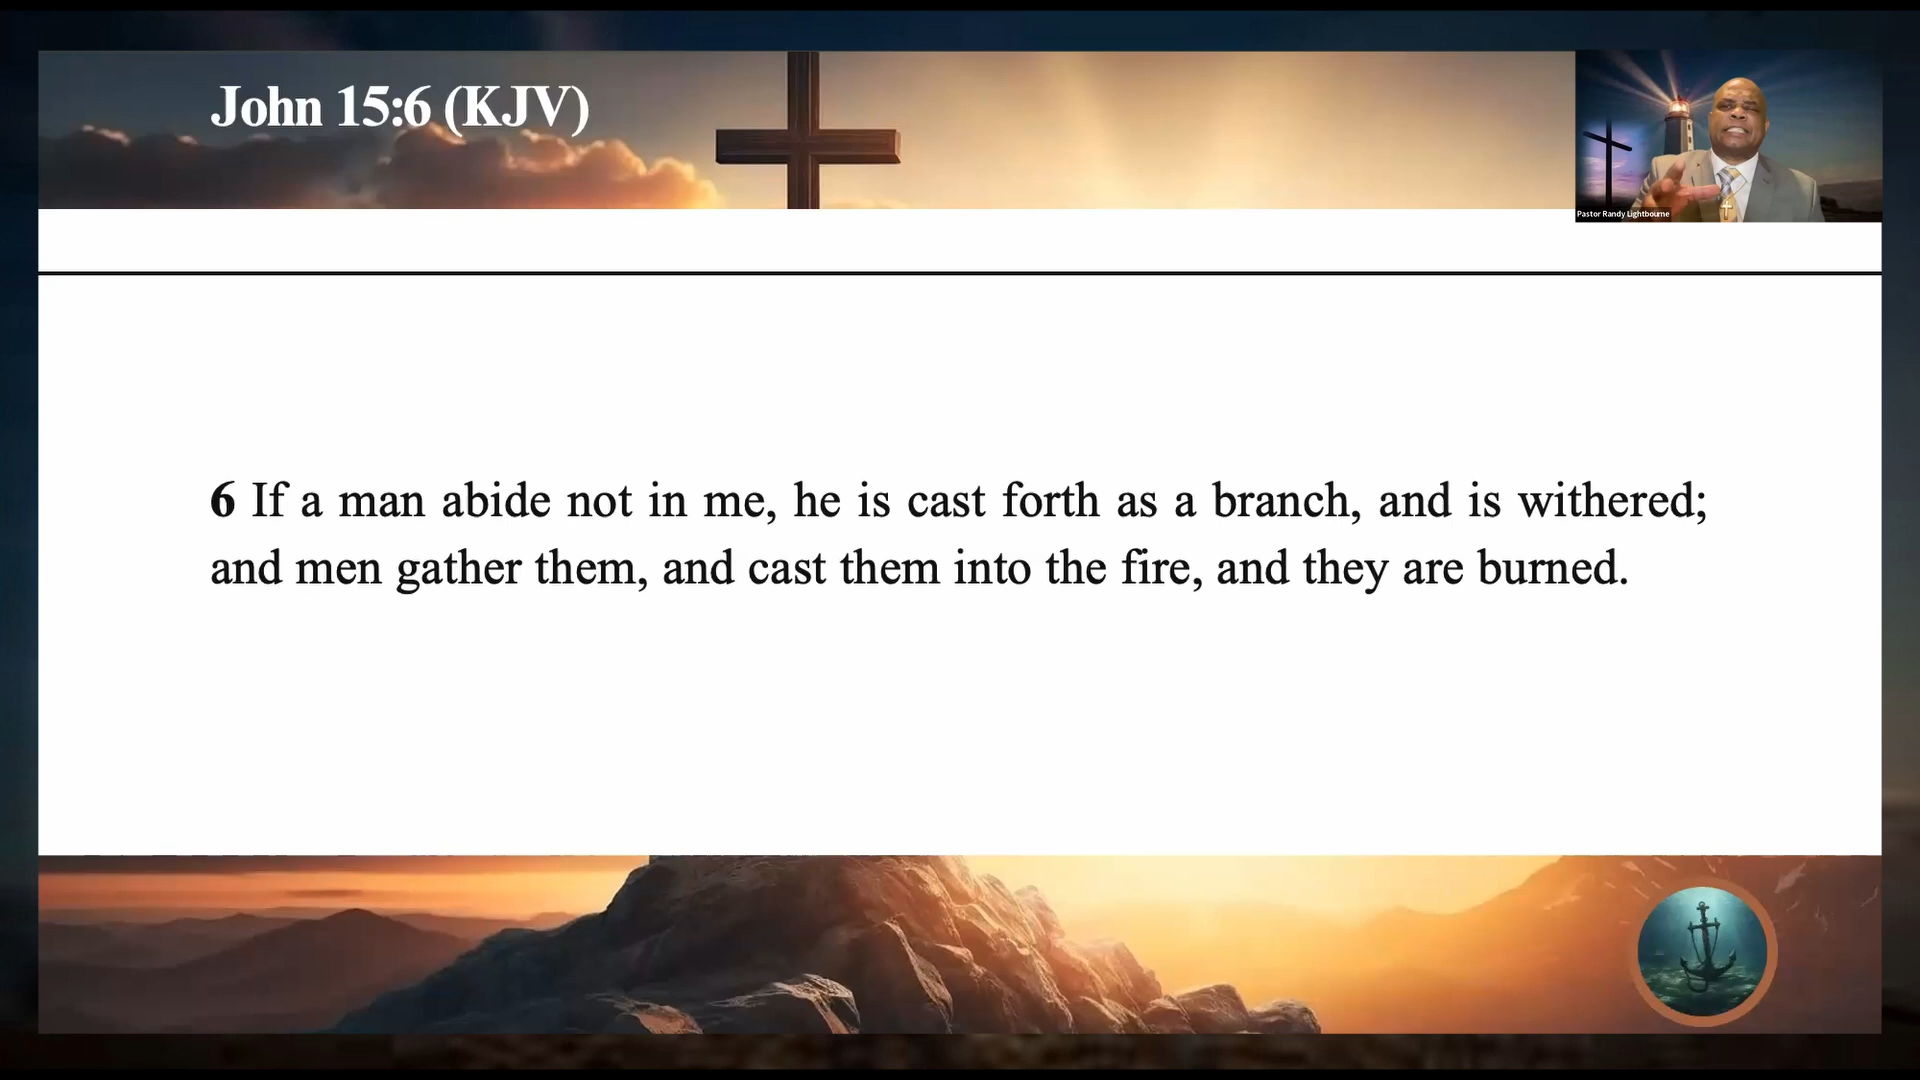 John 15:6 (KJV)
Pastor Randy Lightbourne
6 If a man abide not in me, he is cast forth as a branch, and is withered;
and men gather them, and cast them into the fire, and they are burned.